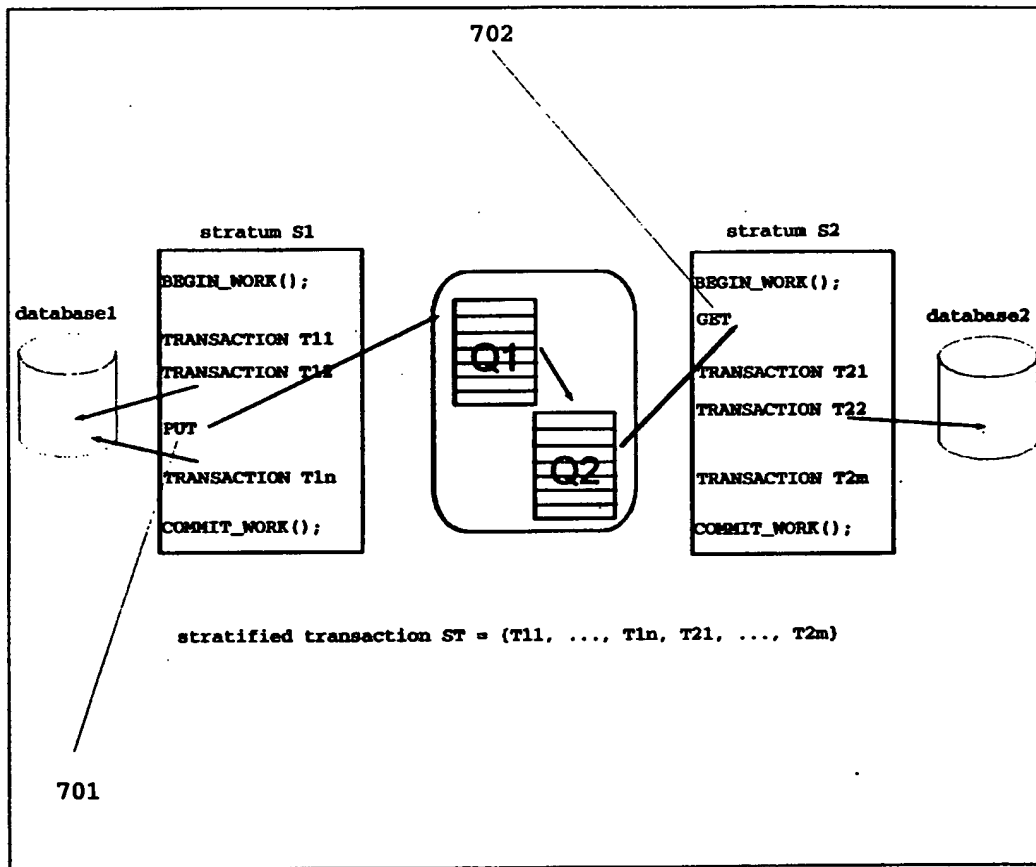 702
stratum S1
BEGIN_WORK();
TRANSACTION T11
TRANSACTION T12
PUT
TRANSACTION T1n
COMMIT_WORK();
database1
Q1
Q2
stratum S2
BEGIN_WORK();
GET
TRANSACTION T21
TRANSACTION T22
TRANSACTION T2m
COMMIT_WORK();
database2
stratified transaction ST = {T11, ..., T1n, T21, ..., T2m}
701